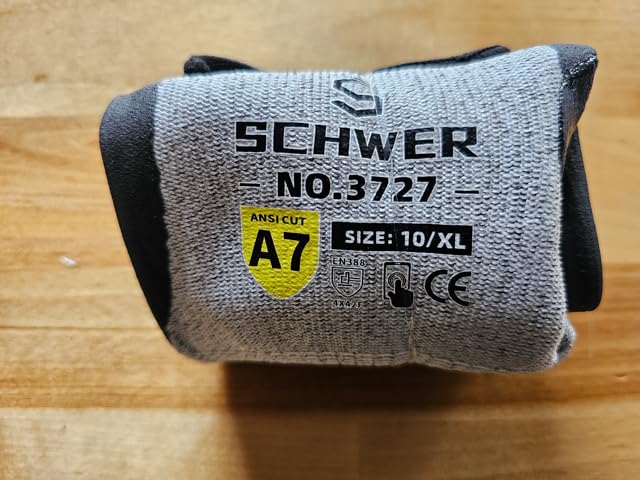 SCHWER
NO.3727
ANSI CUT
A7
SIZE: 10/XL
EN388
4X42F
CE